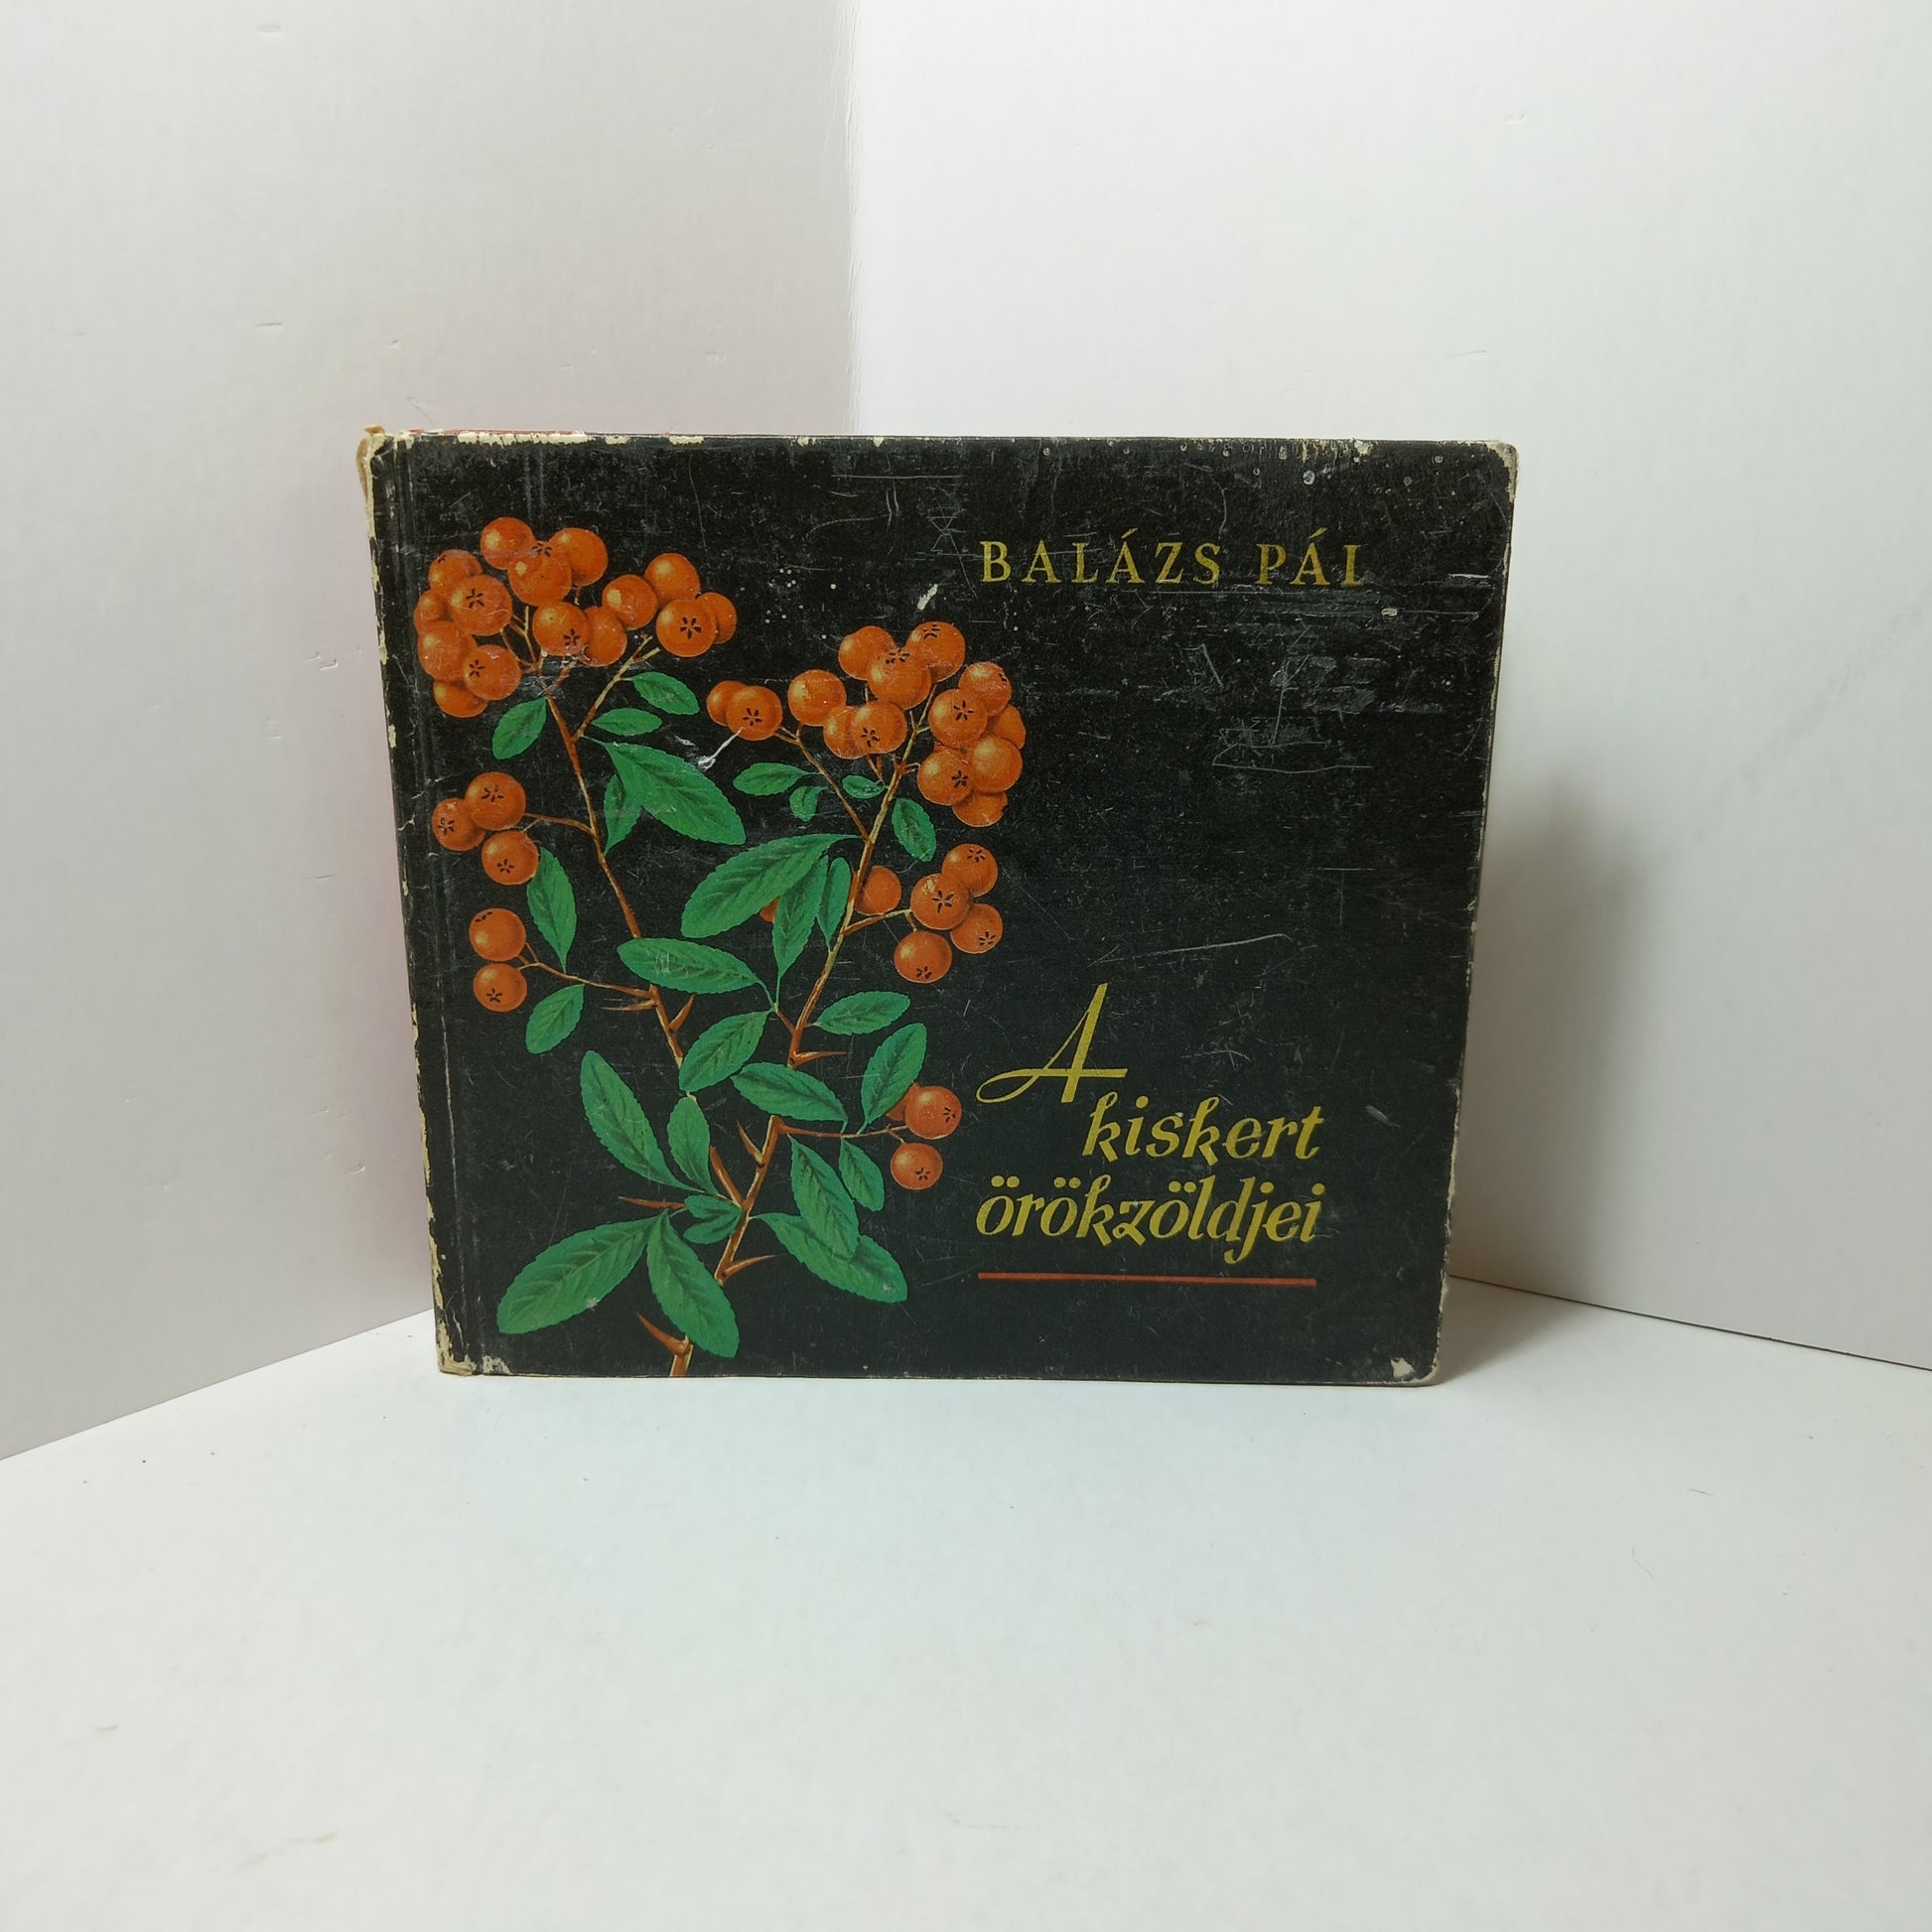 BALÁZS PÁL
A
kiskert
örökzöldjei